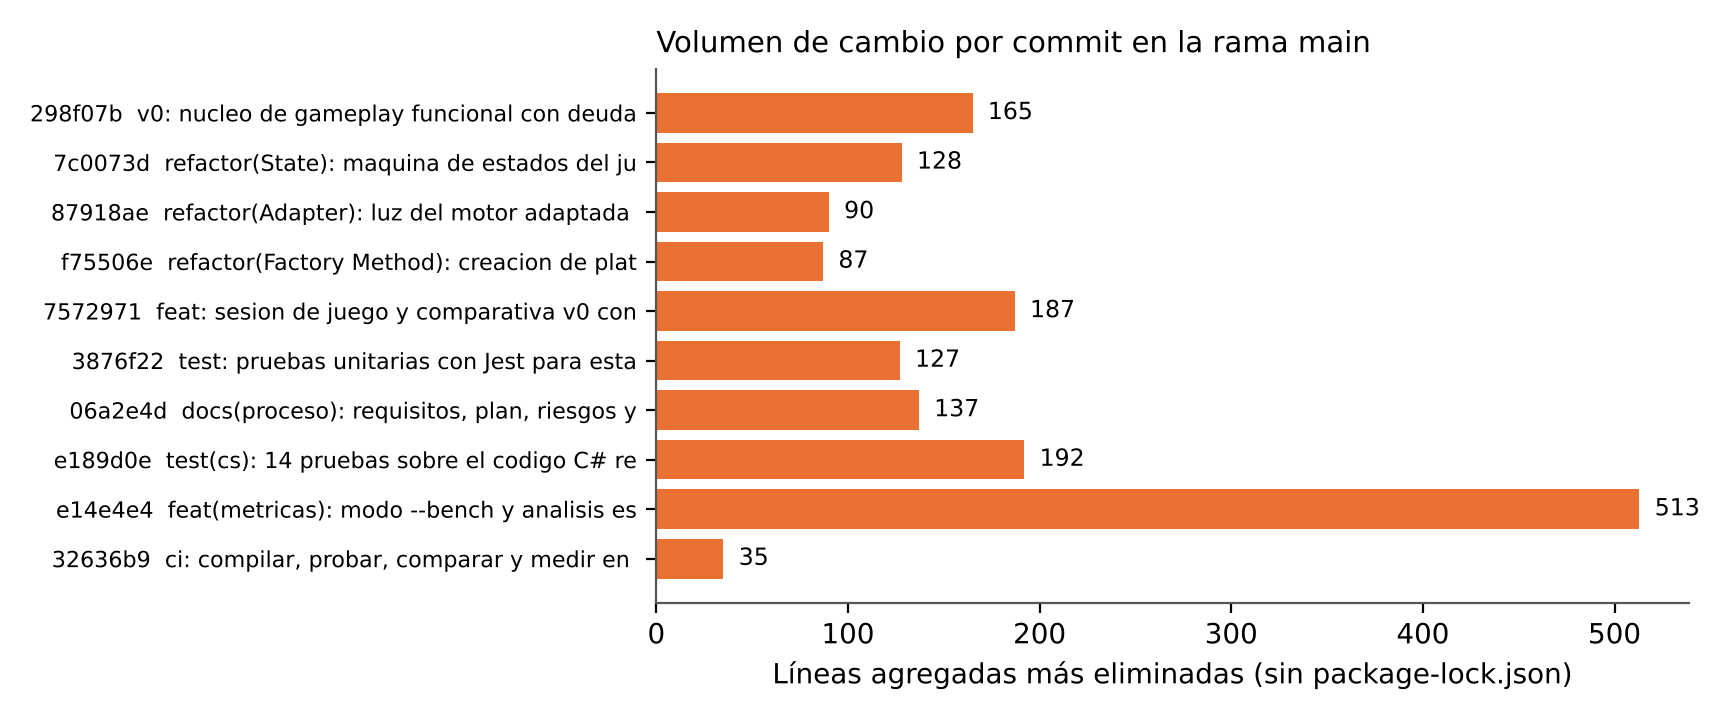 Volumen de cambio por commit en la rama main
298f07b  v0: nucleo de gameplay funcional con deuda 165
7c0073d  refactor(State): maquina de estados del ju 128
87918ae  refactor(Adapter): luz del motor adaptada 90
f75506e  refactor(Factory Method): creacion de plat 87
7572971  feat: sesion de juego y comparativa v0 con 187
3876f22  test: pruebas unitarias con Jest para esta 127
06a2e4d  docs(proceso): requisitos, plan, riesgos y 137
e189d0e  test(cs): 14 pruebas sobre el codigo C# re 192
e14e4e4  feat(metricas): modo --bench y analisis es 513
32636b9  ci: compilar, probar, comparar y medir en 35
0 100 200 300 400 500
Líneas agregadas más eliminadas (sin package-lock.json)